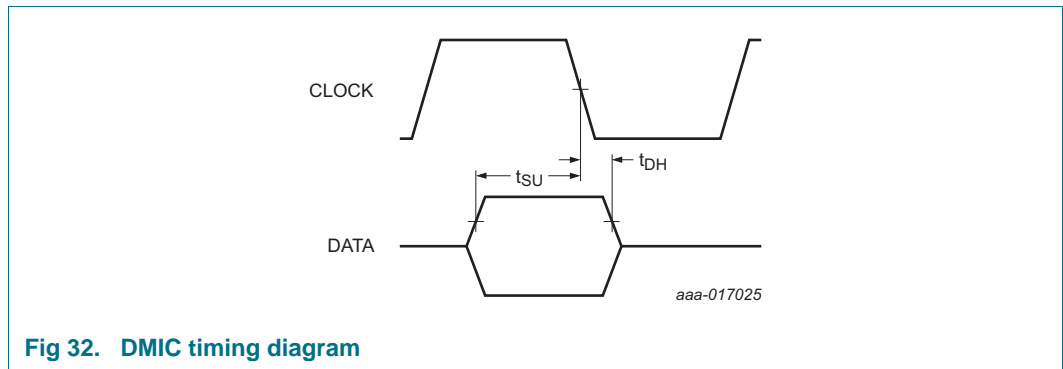 CLOCK
tDH
tSU
DATA
aaa-017025
Fig 32. DMIC timing diagram